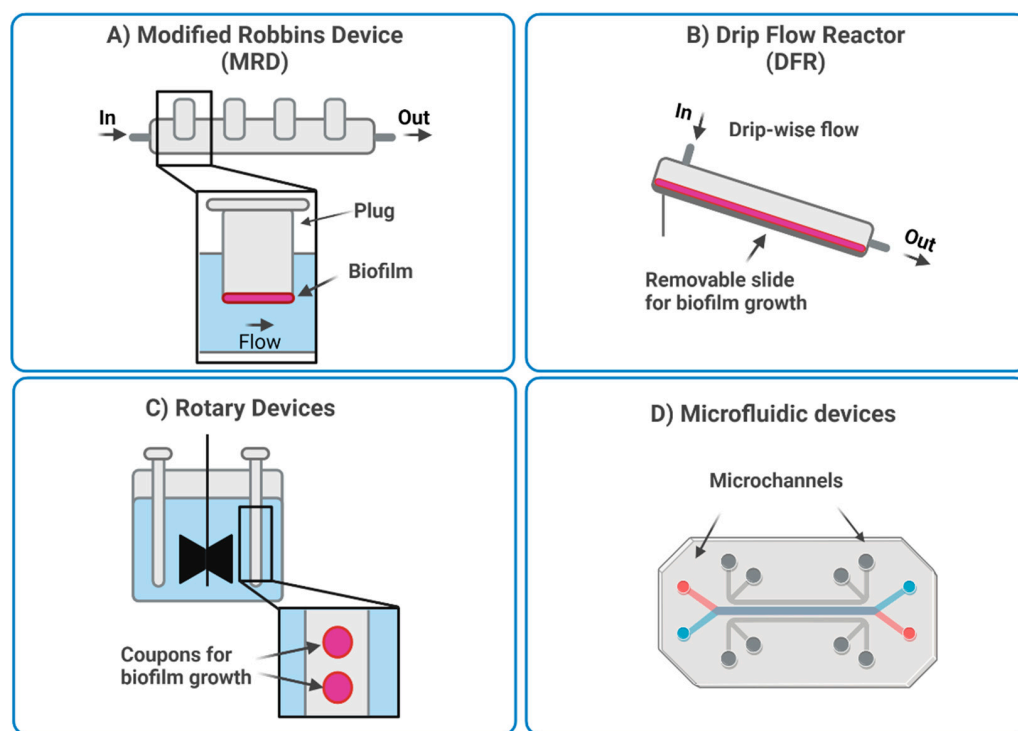 A) Modified Robbins Device
(MRD)
In
Out
Plug
Biofilm
Flow
B) Drip Flow Reactor
(DFR)
In
Drip-wise flow
Out
Removable slide
for biofilm growth
C) Rotary Devices
Coupons for
biofilm growth
D) Microfluidic devices
Microchannels